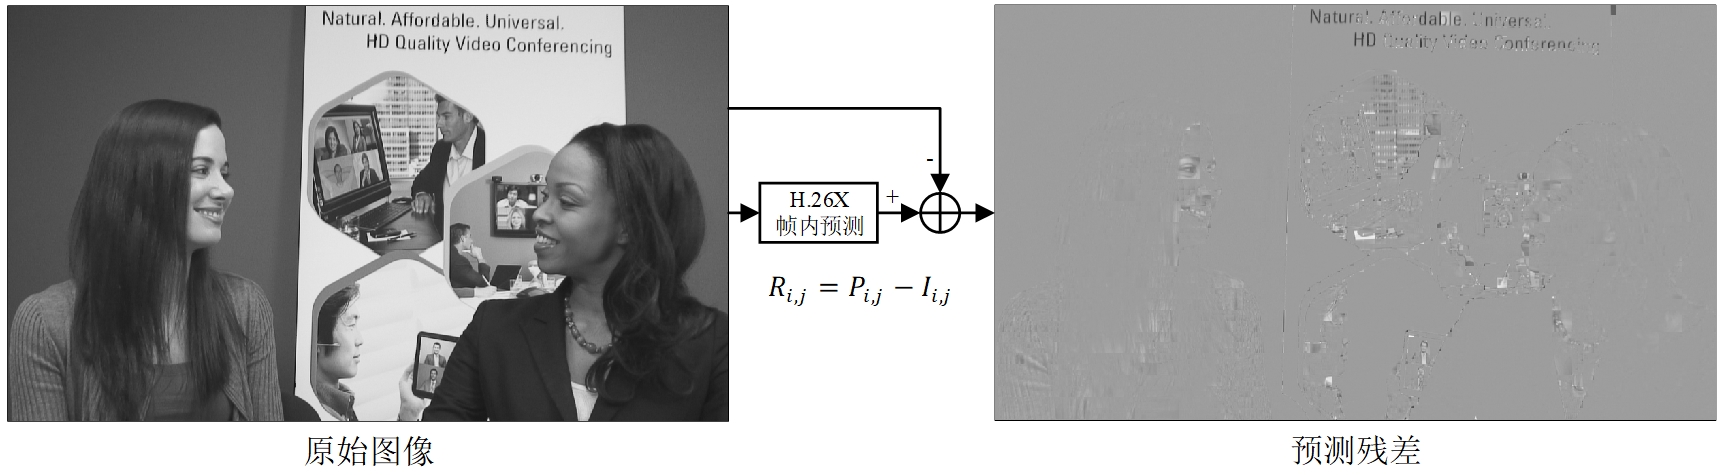 Natural. Affordable. Universal.
HD Quality Video Conferencing
Natural. Affordable. Universal.
HD Quality Video Conferencing
-
H.26X
帧内预测
+
R_{i,j} = P_{i,j} − I_{i,j}
原始图像
预测残差